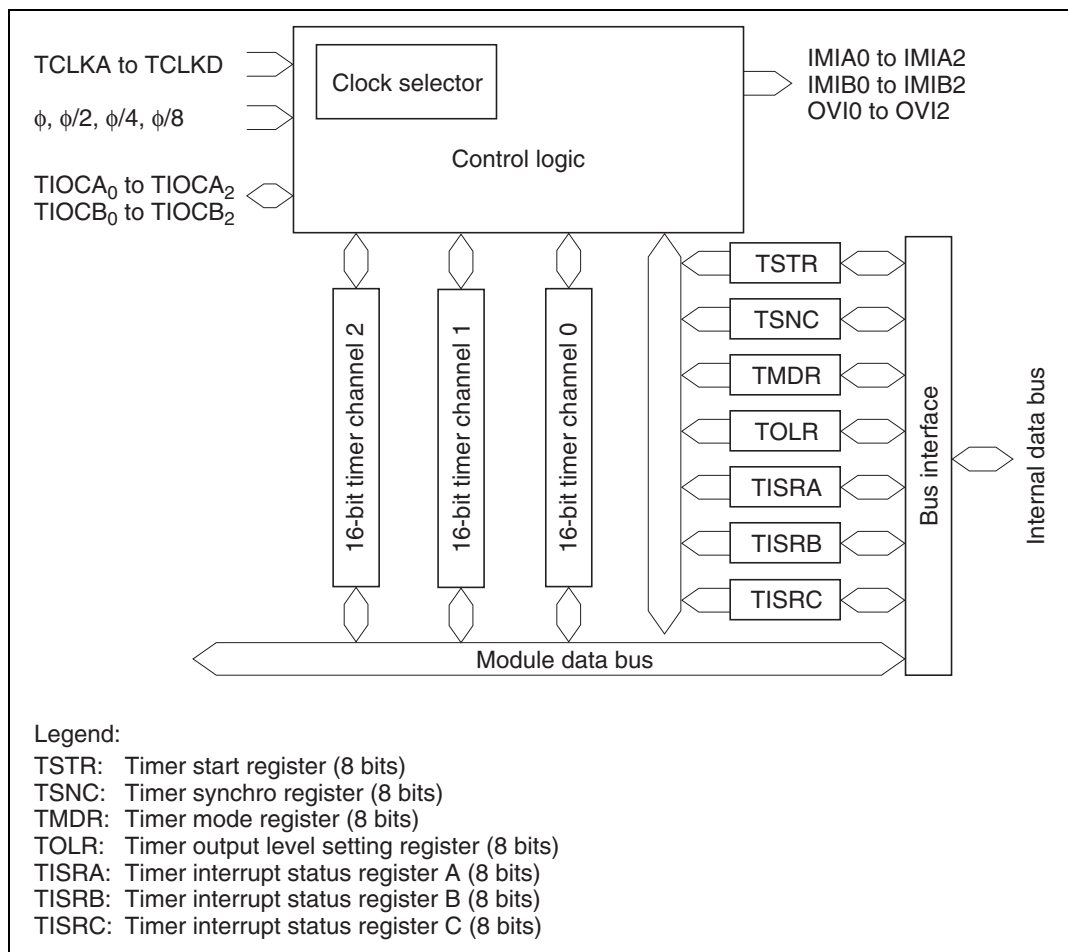 TCLKA to TCLKD
ϕ, ϕ/2, ϕ/4, ϕ/8
TIOCA₀ to TIOCA₂
TIOCB₀ to TIOCB₂
Clock selector
Control logic
IMIA0 to IMIA2
IMIB0 to IMIB2
OVI0 to OVI2
16-bit timer channel 2
16-bit timer channel 1
16-bit timer channel 0
TSTR
TSNC
TMDR
TOLR
TISRA
TISRB
TISRC
Bus interface
Internal data bus
Module data bus
Legend:
TSTR: Timer start register (8 bits)
TSNC: Timer synchro register (8 bits)
TMDR: Timer mode register (8 bits)
TOLR: Timer output level setting register (8 bits)
TISRA: Timer interrupt status register A (8 bits)
TISRB: Timer interrupt status register B (8 bits)
TISRC: Timer interrupt status register C (8 bits)